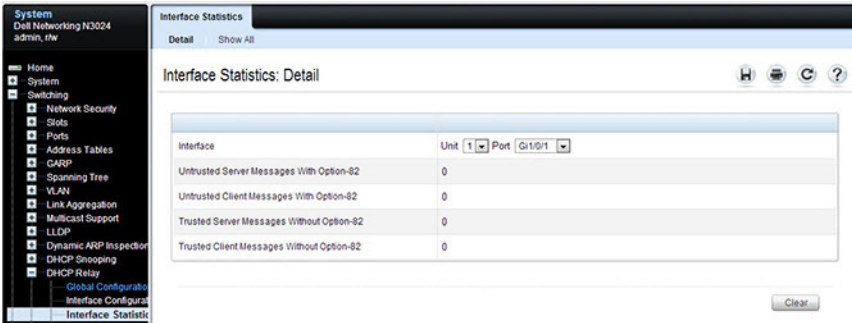 System
Dell Networking N3024
admin, r/w
Home
System
Switching
Network Security
Slots
Ports
Address Tables
GARP
Spanning Tree
VLAN
Link Aggregation
Multicast Support
LLDP
Dynamic ARP Inspection
DHCP Snooping
DHCP Relay
Global Configuratio
Interface Configurat
Interface Statistic
Interface Statistics
Detail Show All
Interface Statistics: Detail
Interface Unit 1 Port Gi1/0/1
Untrusted Server Messages With Option-82 0
Untrusted Client Messages With Option-82 0
Trusted Server Messages Without Option-82 0
Trusted Client Messages Without Option-82 0
Clear